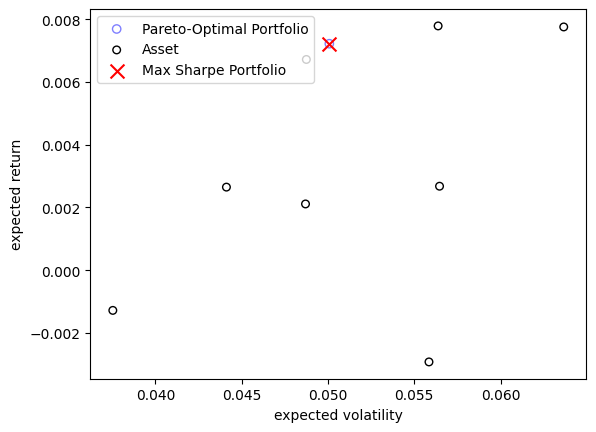 Pareto-Optimal Portfolio
Asset
Max Sharpe Portfolio
0.008
0.006
0.004
0.002
0.000
−0.002
expected return
0.040 0.045 0.050 0.055 0.060
expected volatility